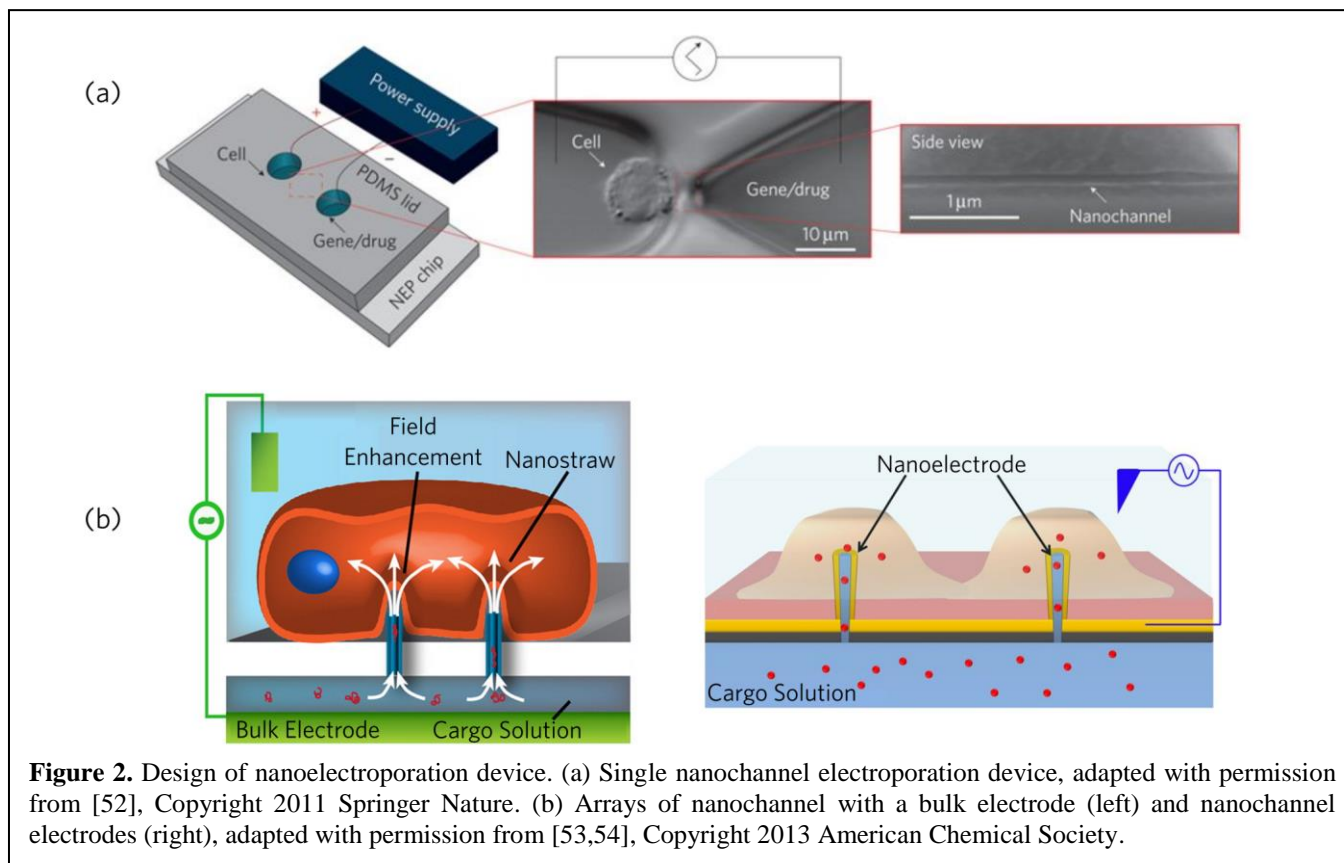 (a)
Power supply
+
−
Cell
PDMS lid
Gene/drug
NEP chip
Cell
Gene/drug
10 μm
Side view
1 μm
Nanochannel
(b)
Field
Enhancement
Nanostraw
Bulk Electrode
Cargo Solution
Nanoelectrode
Cargo Solution
Figure 2. Design of nanoelectroporation device. (a) Single nanochannel electroporation device, adapted with permission
from [52], Copyright 2011 Springer Nature. (b) Arrays of nanochannel with a bulk electrode (left) and nanochannel
electrodes (right), adapted with permission from [53,54], Copyright 2013 American Chemical Society.